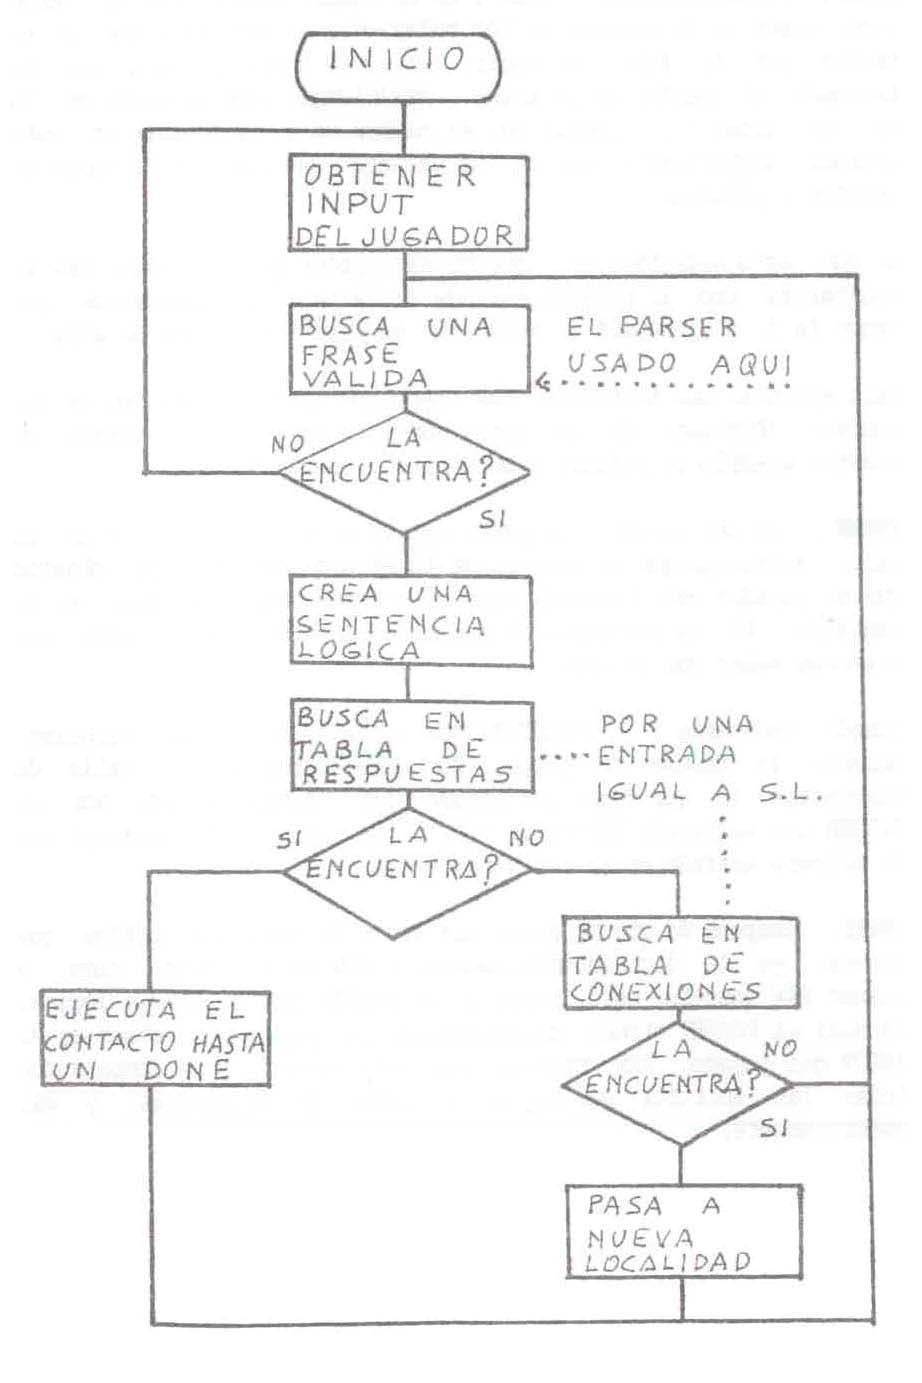 INICIO
OBTENER
INPUT
DEL JUGADOR
BUSCA UNA
FRASE
VALIDA
EL PARSER
USADO AQUI
NO
LA
ENCUENTRA?
SI
CREA UNA
SENTENCIA
LOGICA
BUSCA EN
TABLA DE
RESPUESTAS
POR UNA
ENTRADA
IGUAL A S.L.
SI
LA
ENCUENTRA?
NO
BUSCA EN
TABLA DE
CONEXIONES
EJECUTA EL
CONTACTO HASTA
UN DONE
LA
ENCUENTRA?
NO
SI
PASA A
NUEVA
LOCALIDAD